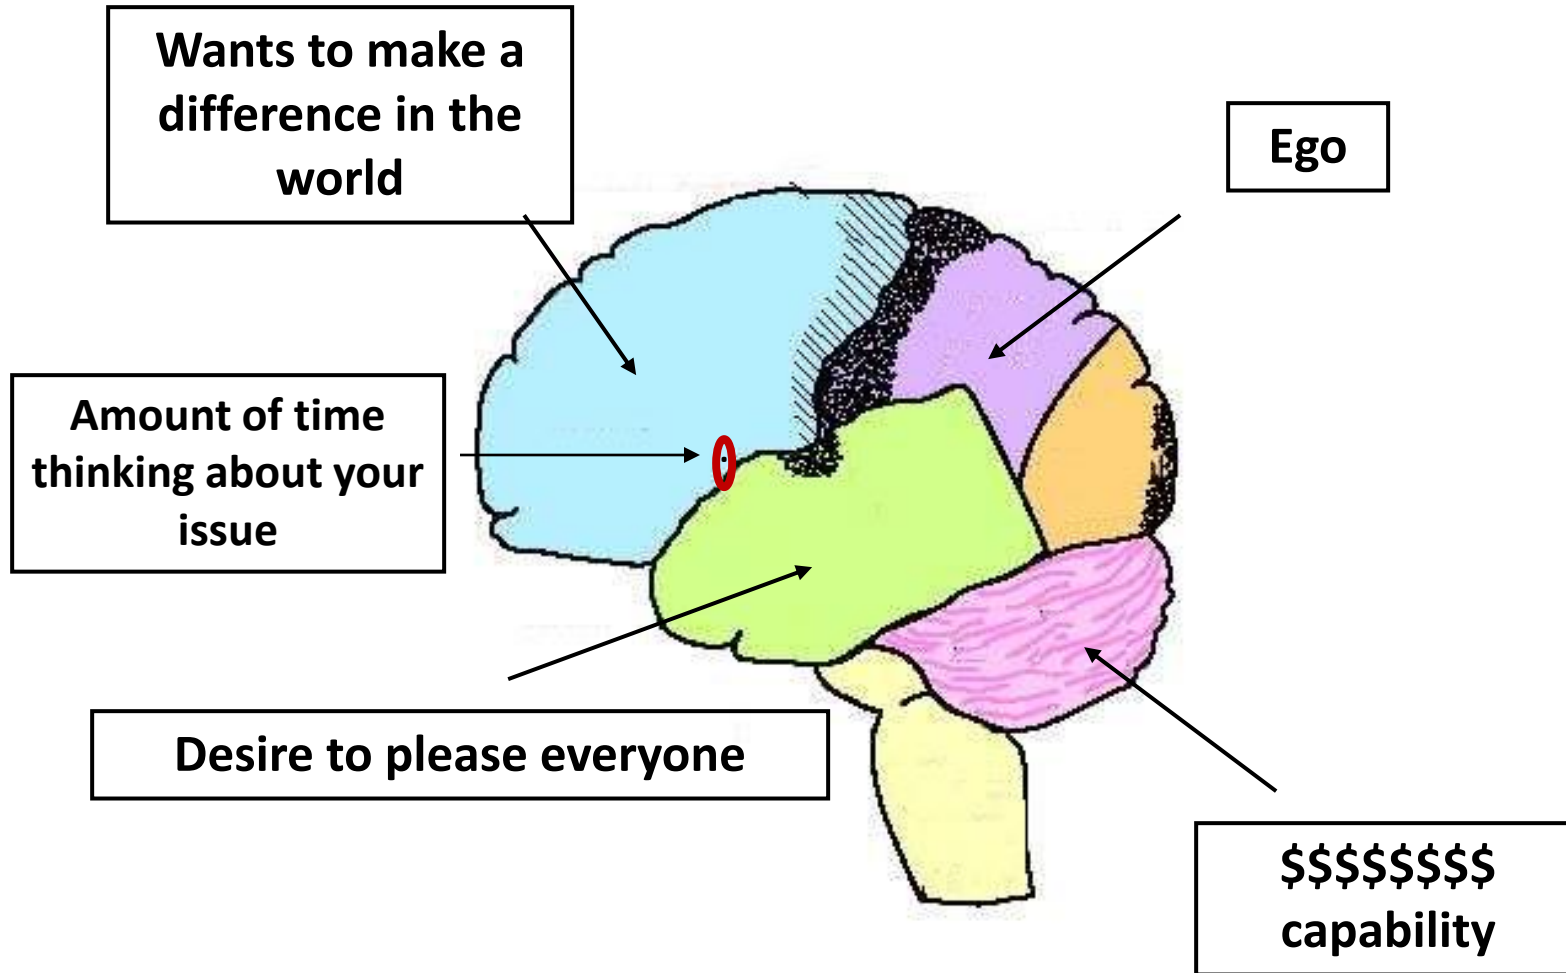 Wants to make a
difference in the
world
Ego
Amount of time
thinking about your
issue
Desire to please everyone
$$$$$$$$
capability